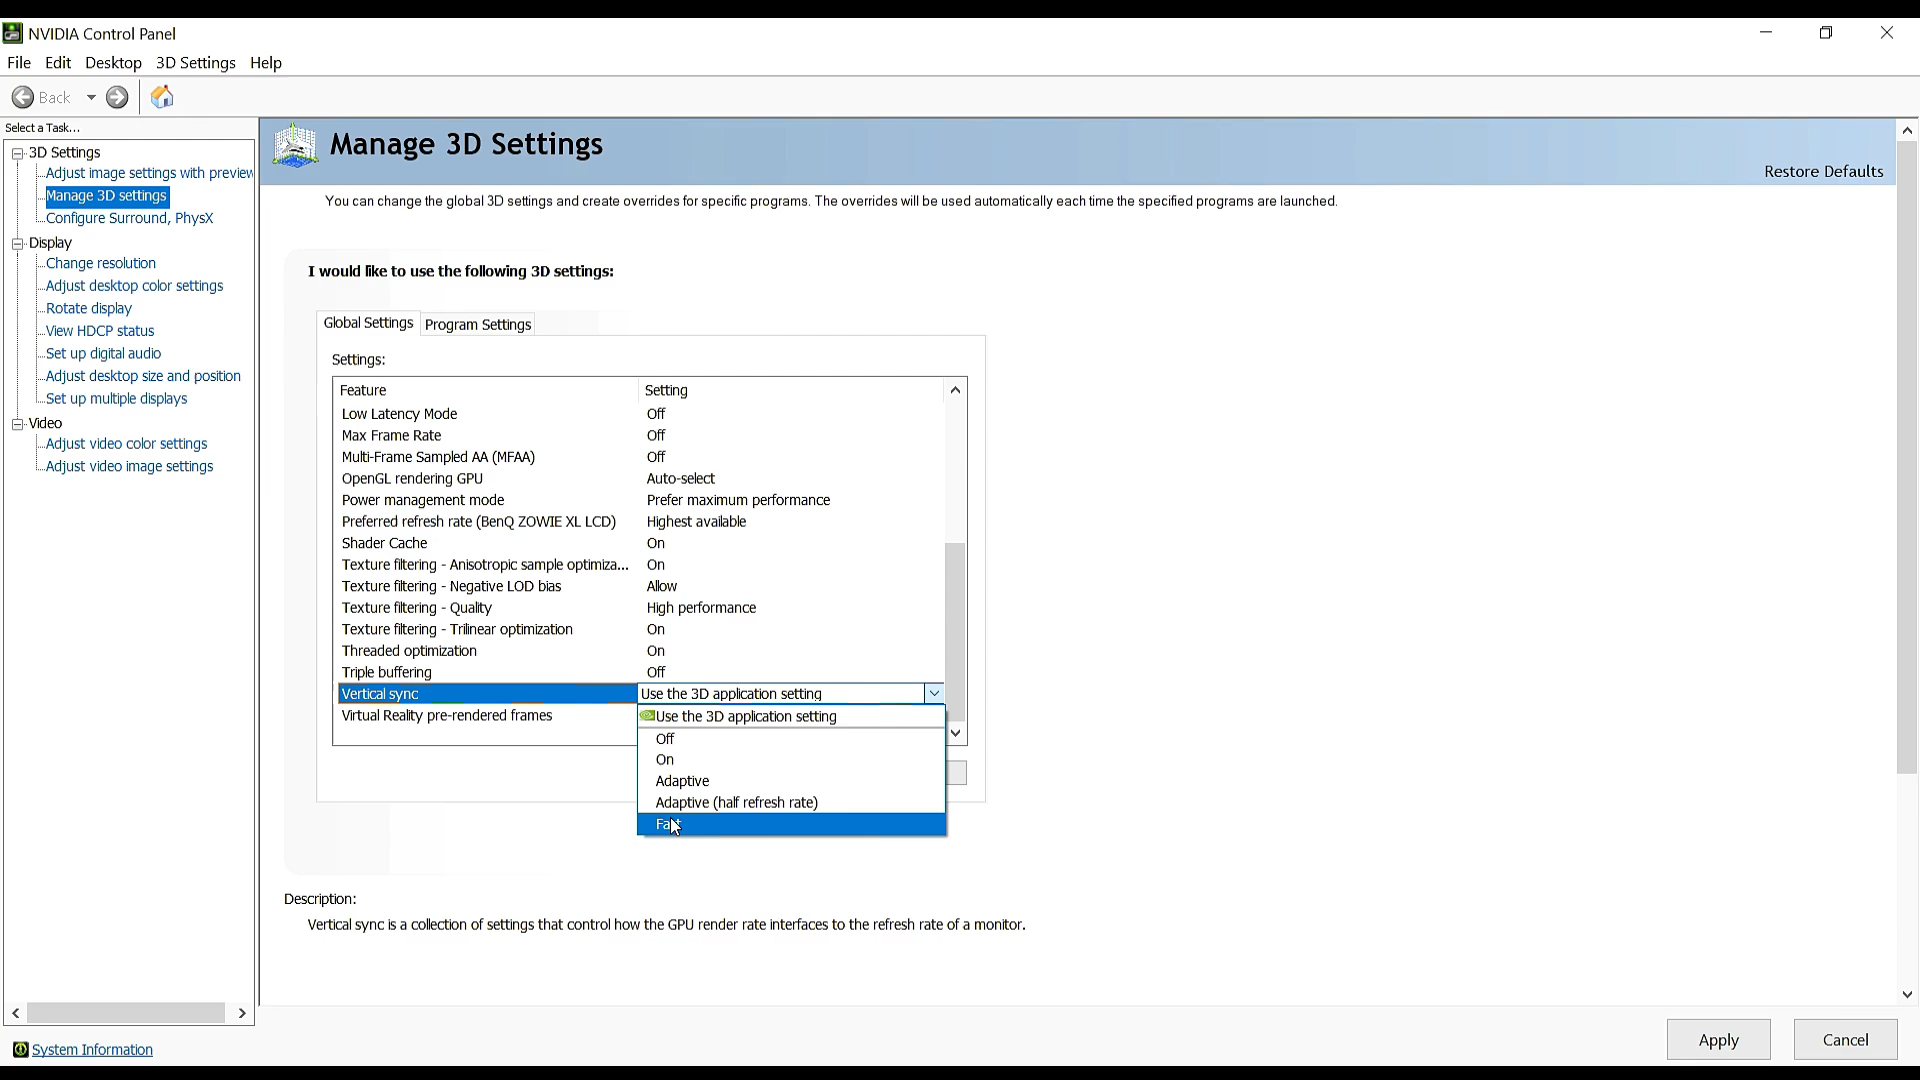 NVIDIA Control Panel
File Edit Desktop 3D Settings Help
Back
Select a Task...
3D Settings
Adjust image settings with preview
Manage 3D settings
Configure Surround, PhysX
Display
Change resolution
Adjust desktop color settings
Rotate display
View HDCP status
Set up digital audio
Adjust desktop size and position
Set up multiple displays
Video
Adjust video color settings
Adjust video image settings
System Information
Manage 3D Settings
Restore Defaults
You can change the global 3D settings and create overrides for specific programs. The overrides will be used automatically each time the specified programs are launched.
I would like to use the following 3D settings:
Global Settings Program Settings
Settings:
Feature Setting
Low Latency Mode Off
Max Frame Rate Off
Multi-Frame Sampled AA (MFAA) Off
OpenGL rendering GPU Auto-select
Power management mode Prefer maximum performance
Preferred refresh rate (BenQ ZOWIE XL LCD) Highest available
Shader Cache On
Texture filtering - Anisotropic sample optimiza... On
Texture filtering - Negative LOD bias Allow
Texture filtering - Quality High performance
Texture filtering - Trilinear optimization On
Threaded optimization On
Triple buffering Off
Vertical sync Use the 3D application setting
Virtual Reality pre-rendered frames Use the 3D application setting
Off
On
Adaptive
Adaptive (half refresh rate)
Fast
Description:
Vertical sync is a collection of settings that control how the GPU render rate interfaces to the refresh rate of a monitor.
Apply Cancel